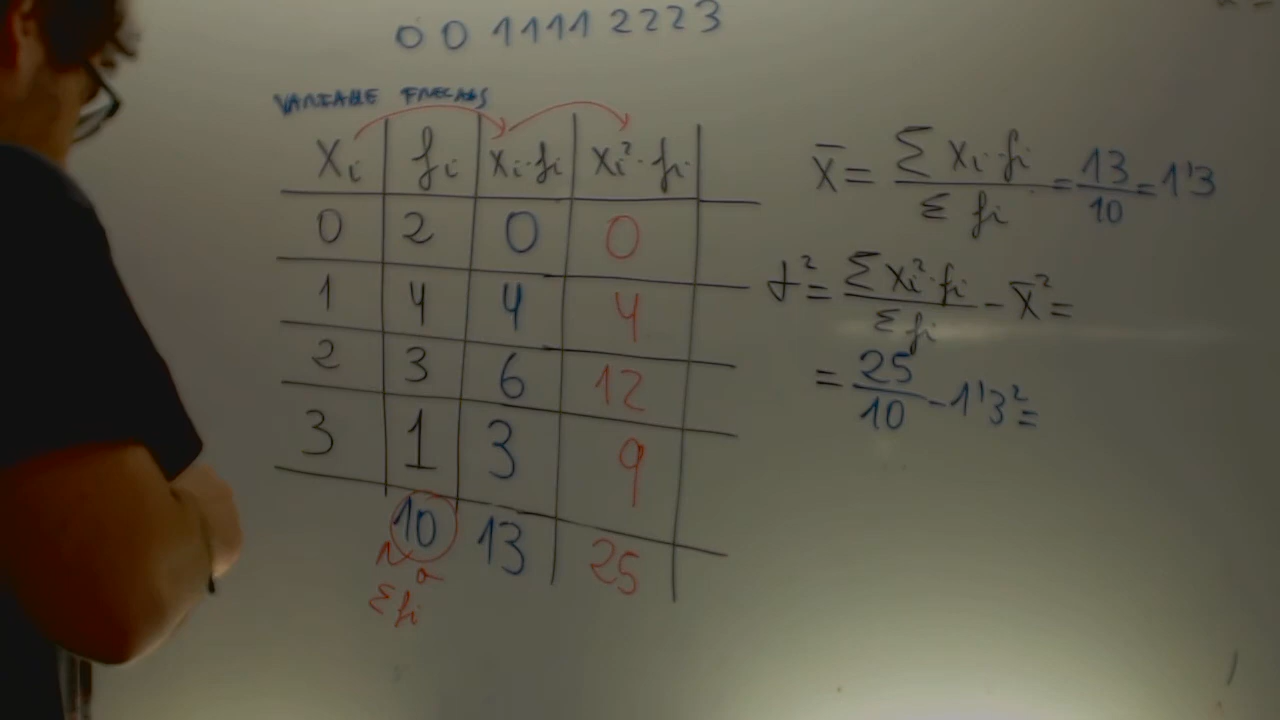 0 0 1 1 1 1 2 2 2 3
VARIABLE FRECABS
xᵢ fᵢ xᵢ·fᵢ xᵢ²·fᵢ
0 2 0 0
1 4 4 4
2 3 6 12
3 1 3 9
10 13 25
N o
Σ fᵢ
x̄ = Σ xᵢ·fᵢ / Σ fᵢ = 13/10 = 1'3
σ² = Σ xᵢ²·fᵢ / Σ fᵢ - x̄² =
= 25/10 - 1'3² =